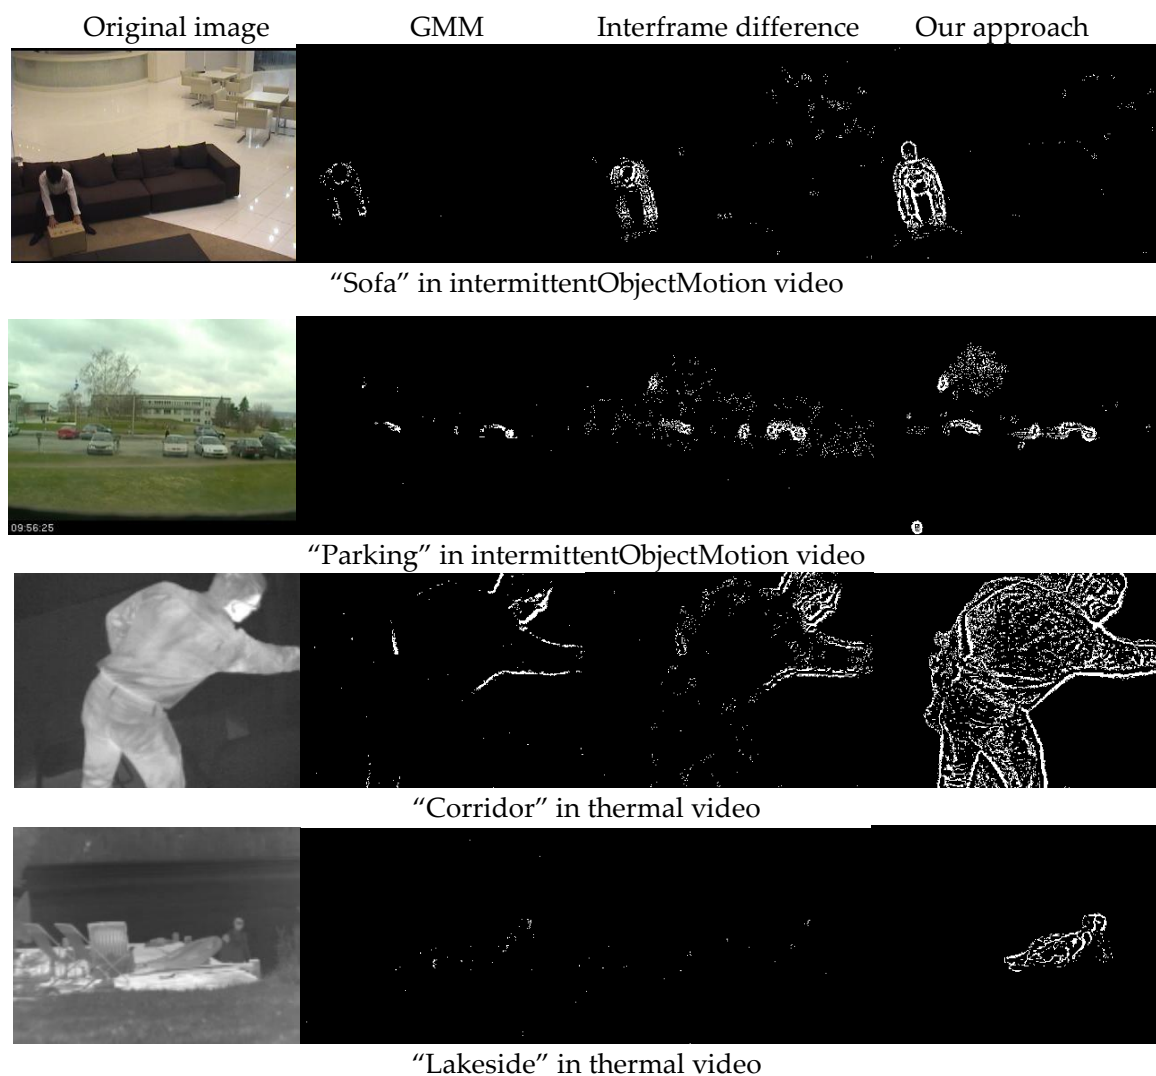 Original image GMM Interframe difference Our approach
“Sofa” in intermittentObjectMotion video
09:56:25
“Parking” in intermittentObjectMotion video
“Corridor” in thermal video
“Lakeside” in thermal video